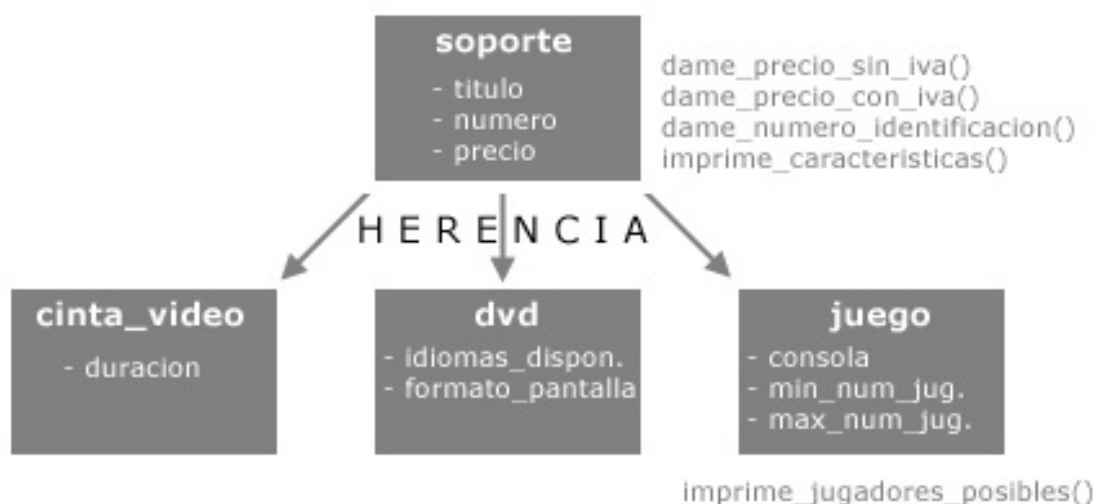 soporte
- titulo
- numero
- precio
dame_precio_sin_iva()
dame_precio_con_iva()
dame_numero_identificacion()
imprime_caracteristicas()
HERENCIA
cinta_video
- duracion
dvd
- idiomas_dispon.
- formato_pantalla
juego
- consola
- min_num_jug.
- max_num_jug.
imprime_jugadores_posibles()